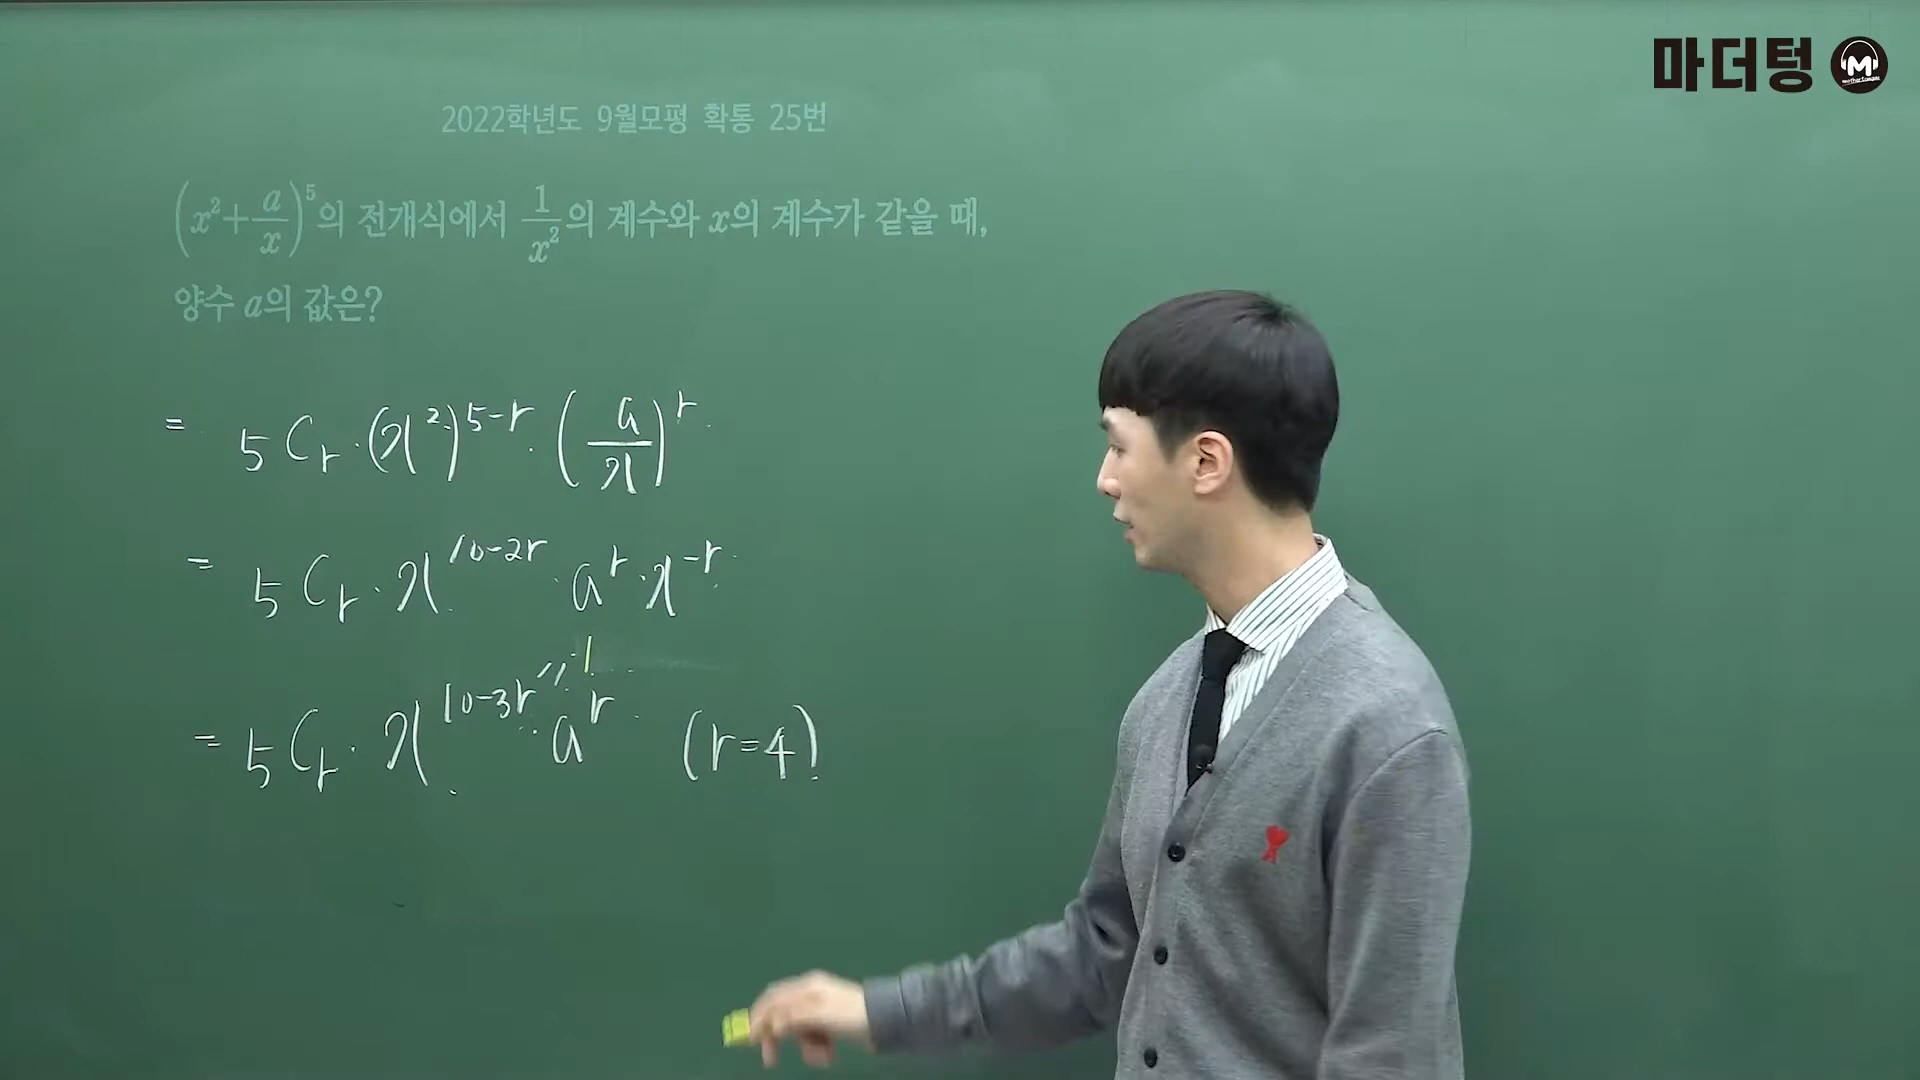 마더텅 M
2022학년도 9월모평 확통 25번
(x²+a/x)⁵의 전개식에서 1/x²의 계수와 x의 계수가 같을 때,
양수 a의 값은?
= 5Cr·(x²)^(5-r)·(a/x)^r
= 5Cr·x^(10-2r)·a^r·x^(-r)
= 5Cr·x^(10-3r) a^r (r=4)